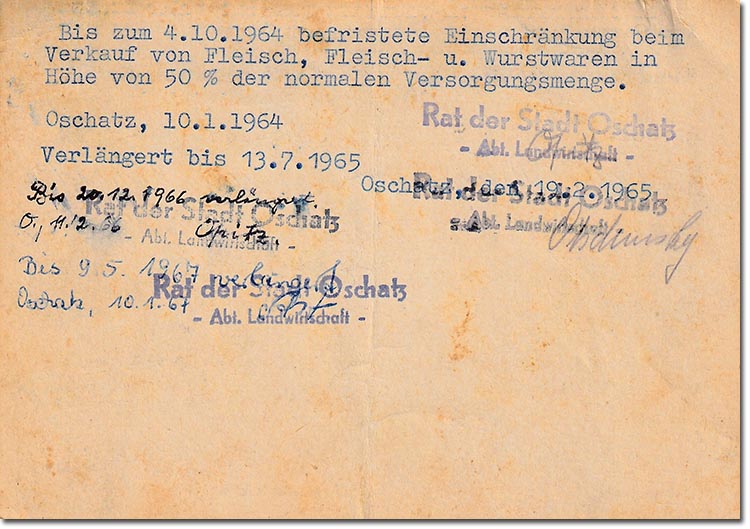 Bis zum 4.10.1964 befristete Einschränkung beim
Verkauf von Fleisch, Fleisch- u. Wurstwaren in
Höhe von 50 % der normalen Versorgungsmenge.
Oschatz, 10.1.1964
Rat der Stadt Oschatz
- Abt. Landwirtschaft -
Verlängert bis 13.7.1965
Oschatz, den 19.2.1965
Rat der Stadt Oschatz
- Abt. Landwirtschaft -
Bis 20.12.1966 verlängert.
O., 11.2.66 Opitz
Rat der Stadt Oschatz
- Abt. Landwirtschaft -
Bis 9.5.1967 verlängert
Oschatz, 10.1.67
Rat der Stadt Oschatz
- Abt. Landwirtschaft -